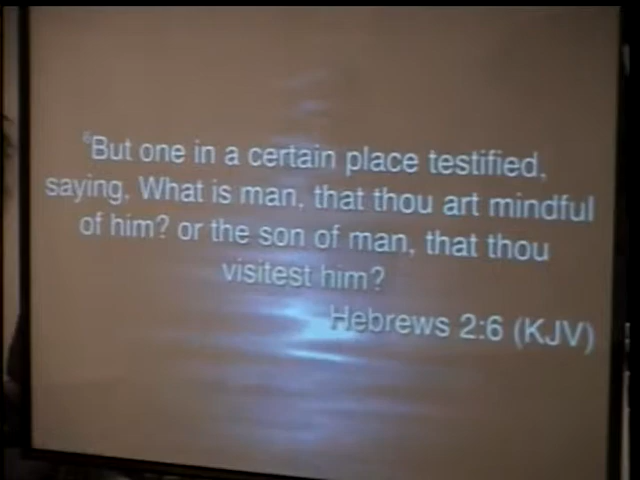 ⁶But one in a certain place testified,
saying, What is man, that thou art mindful
of him? or the son of man, that thou
visitest him?
Hebrews 2:6 (KJV)